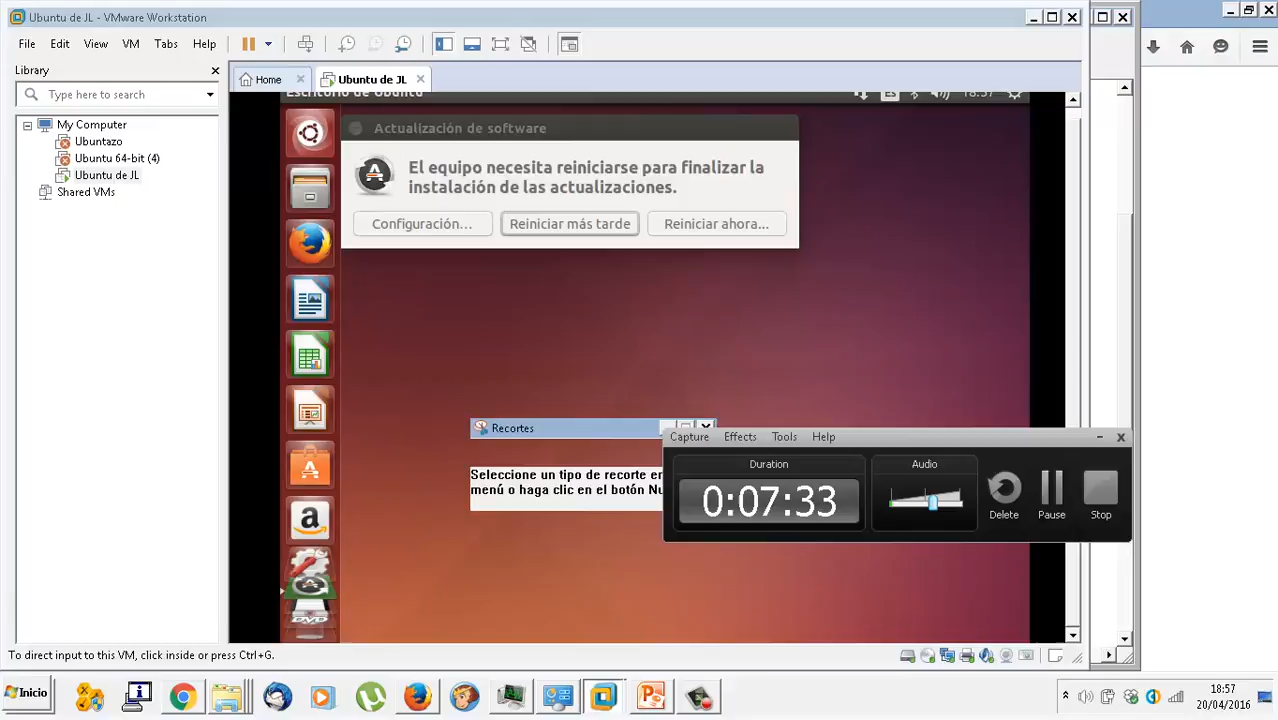 Ubuntu de JL - VMware Workstation
File Edit View VM Tabs Help
Library
Type here to search
My Computer
Ubuntazo
Ubuntu 64-bit (4)
Ubuntu de JL
Shared VMs
Home
Ubuntu de JL
Escritorio de Ubuntu
18:57
Actualización de software
El equipo necesita reiniciarse para finalizar la
instalación de las actualizaciones.
Configuración... Reiniciar más tarde Reiniciar ahora...
Recortes
Seleccione un tipo de recorte en
menú o haga clic en el botón Nu
Capture Effects Tools Help
Duration
0:07:33
Audio
Delete Pause Stop
To direct input to this VM, click inside or press Ctrl+G.
Inicio
18:57
20/04/2016